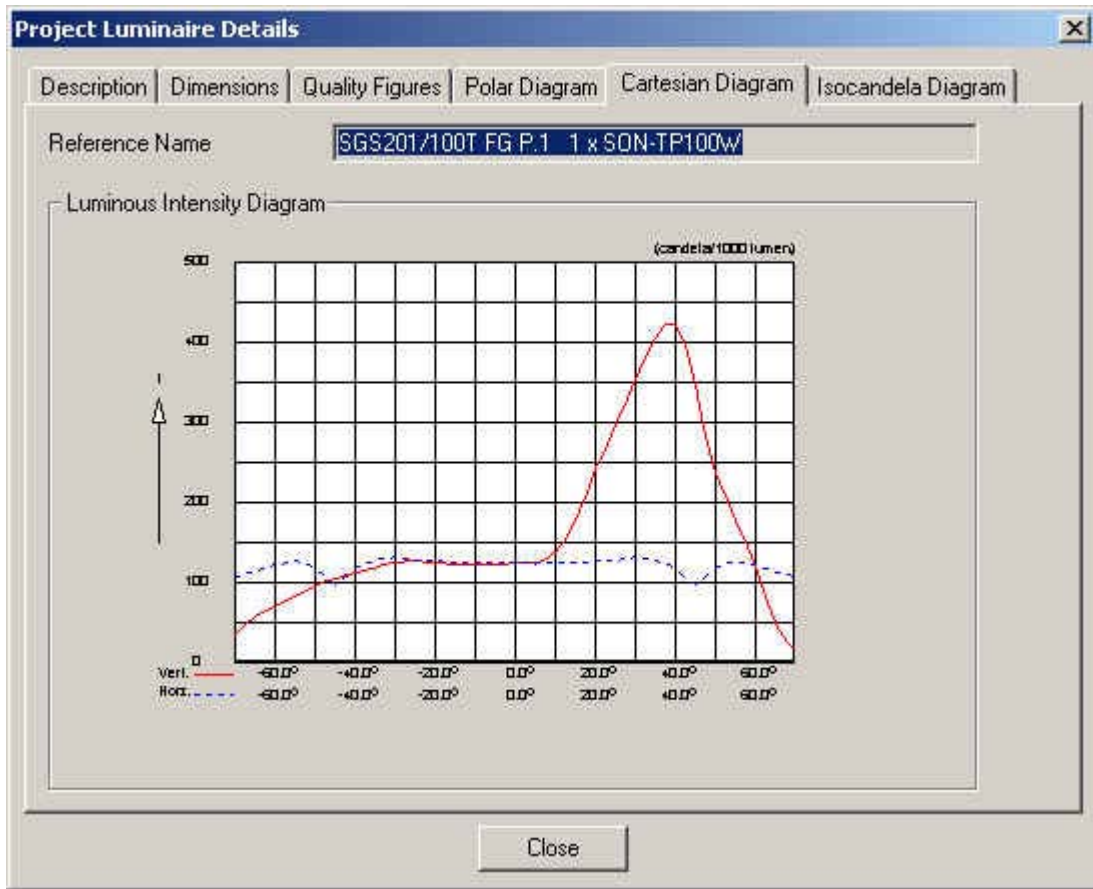 Project Luminaire Details
Description Dimensions Quality Figures Polar Diagram Cartesian Diagram Isocandela Diagram
Reference Name SGS201/100T FG P.1 1 x SON-TP100W
Luminous Intensity Diagram
(candela/1000 lumen)
500
400
I
300
200
100
0
Vert. -60.0° -40.0° -20.0° 0.0° 20.0° 40.0° 60.0°
Horz. -60.0° -40.0° -20.0° 0.0° 20.0° 40.0° 60.0°
Close